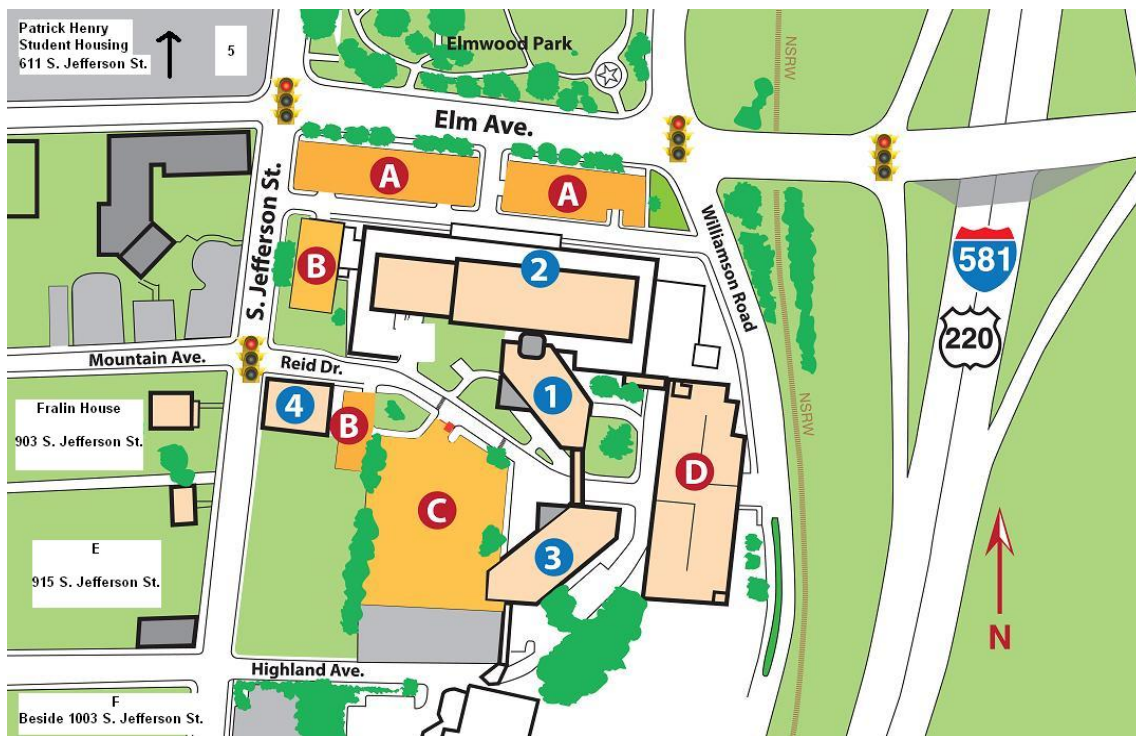 Patrick Henry
Student Housing
611 S. Jefferson St.
5
Elmwood Park
NSRW
Elm Ave.
A
A
S. Jefferson St.
B
2
Williamson Road
581
220
Mountain Ave.
Reid Dr.
1
4
B
NSRW
Fralin House
903 S. Jefferson St.
D
C
3
E
915 S. Jefferson St.
N
Highland Ave.
F
Beside 1003 S. Jefferson St.